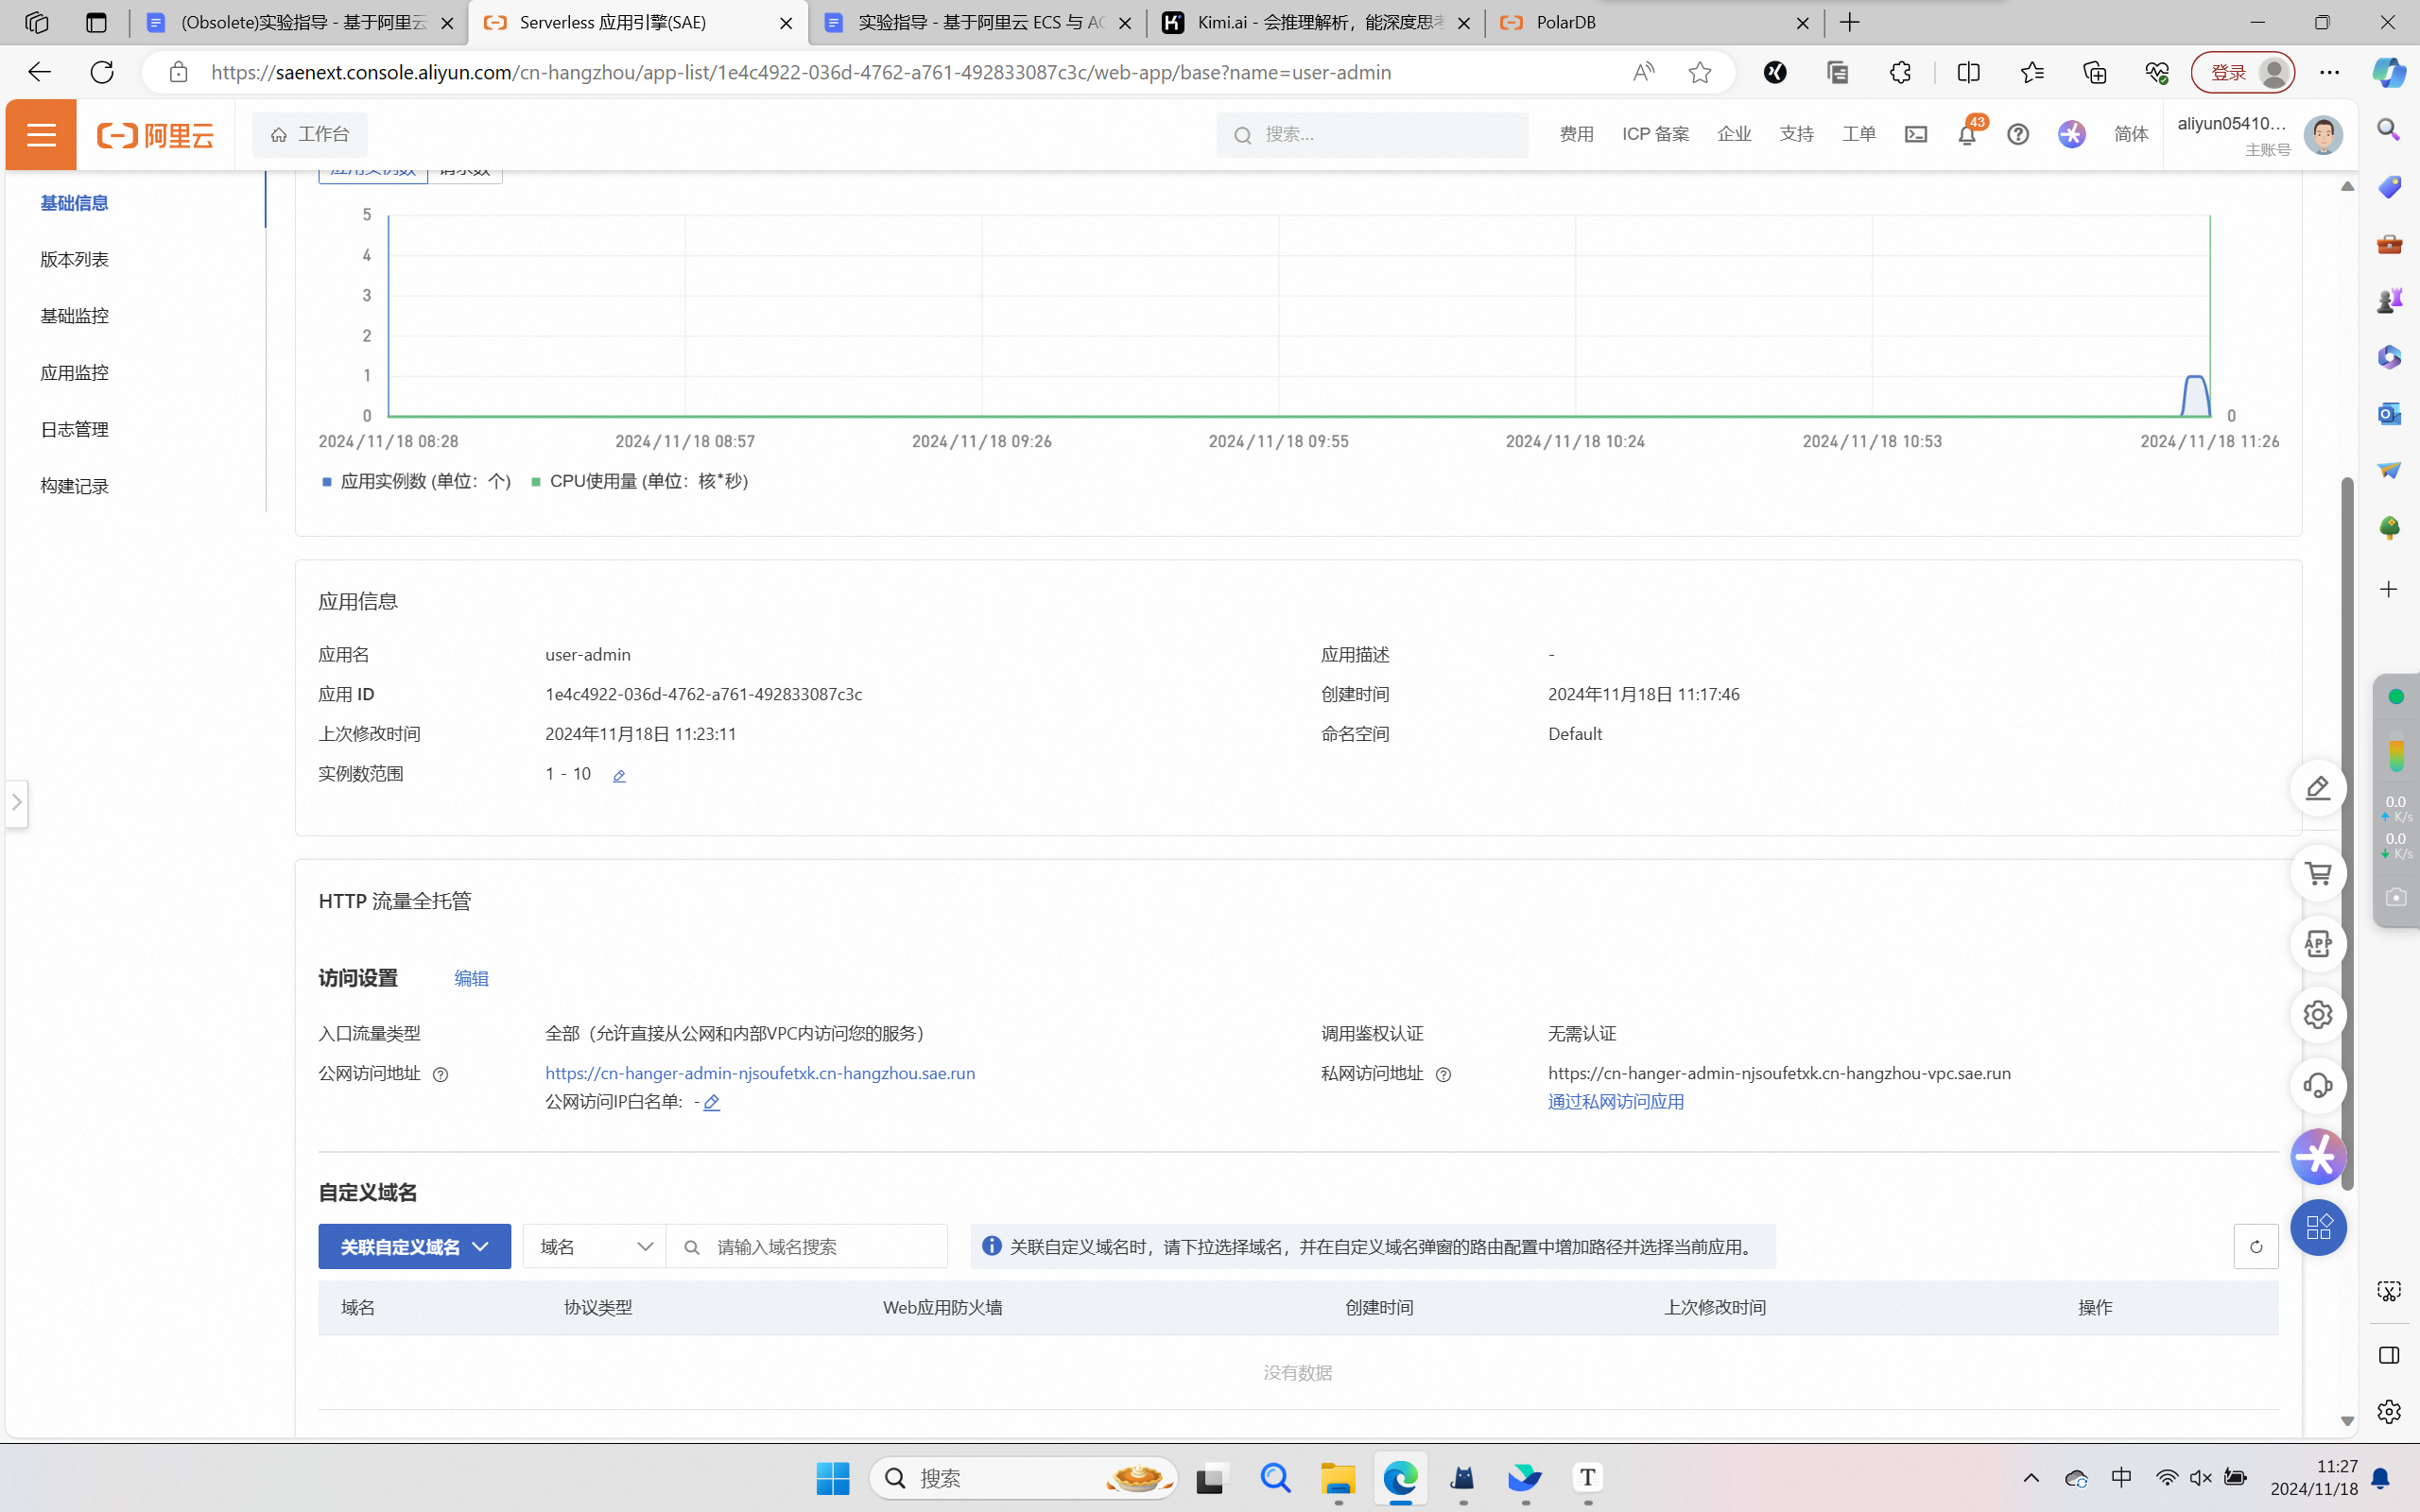 (Obsolete)实验指导 - 基于阿里云
Serverless 应用引擎(SAE)
实验指导 - 基于阿里云 ECS 与 AC
Kimi.ai - 会推理解析，能深度思考
PolarDB
https://saenext.console.aliyun.com/cn-hangzhou/app-list/1e4c4922-036d-4762-a761-492833087c3c/web-app/base?name=user-admin
登录
阿里云
工作台
搜索...
费用
ICP 备案
企业
支持
工单
43
简体
aliyun05410...
主账号
基础信息
版本列表
基础监控
应用监控
日志管理
构建记录
应用实例数
请求数
5
4
3
2
1
0
0
2024/11/18 08:28
2024/11/18 08:57
2024/11/18 09:26
2024/11/18 09:55
2024/11/18 10:24
2024/11/18 10:53
2024/11/18 11:26
应用实例数 (单位：个)
CPU使用量 (单位：核*秒)
应用信息
应用名
user-admin
应用描述
-
应用 ID
1e4c4922-036d-4762-a761-492833087c3c
创建时间
2024年11月18日 11:17:46
上次修改时间
2024年11月18日 11:23:11
命名空间
Default
实例数范围
1 - 10
HTTP 流量全托管
访问设置
编辑
入口流量类型
全部（允许直接从公网和内部VPC内访问您的服务）
调用鉴权认证
无需认证
公网访问地址
https://cn-hanger-admin-njsoufetxk.cn-hangzhou.sae.run
公网访问IP白名单: -
私网访问地址
https://cn-hanger-admin-njsoufetxk.cn-hangzhou-vpc.sae.run
通过私网访问应用
自定义域名
关联自定义域名
域名
请输入域名搜索
关联自定义域名时，请下拉选择域名，并在自定义域名弹窗的路由配置中增加路径并选择当前应用。
域名
协议类型
Web应用防火墙
创建时间
上次修改时间
操作
没有数据
0.0
K/s
0.0
K/s
APP
搜索
中
11:27
2024/11/18